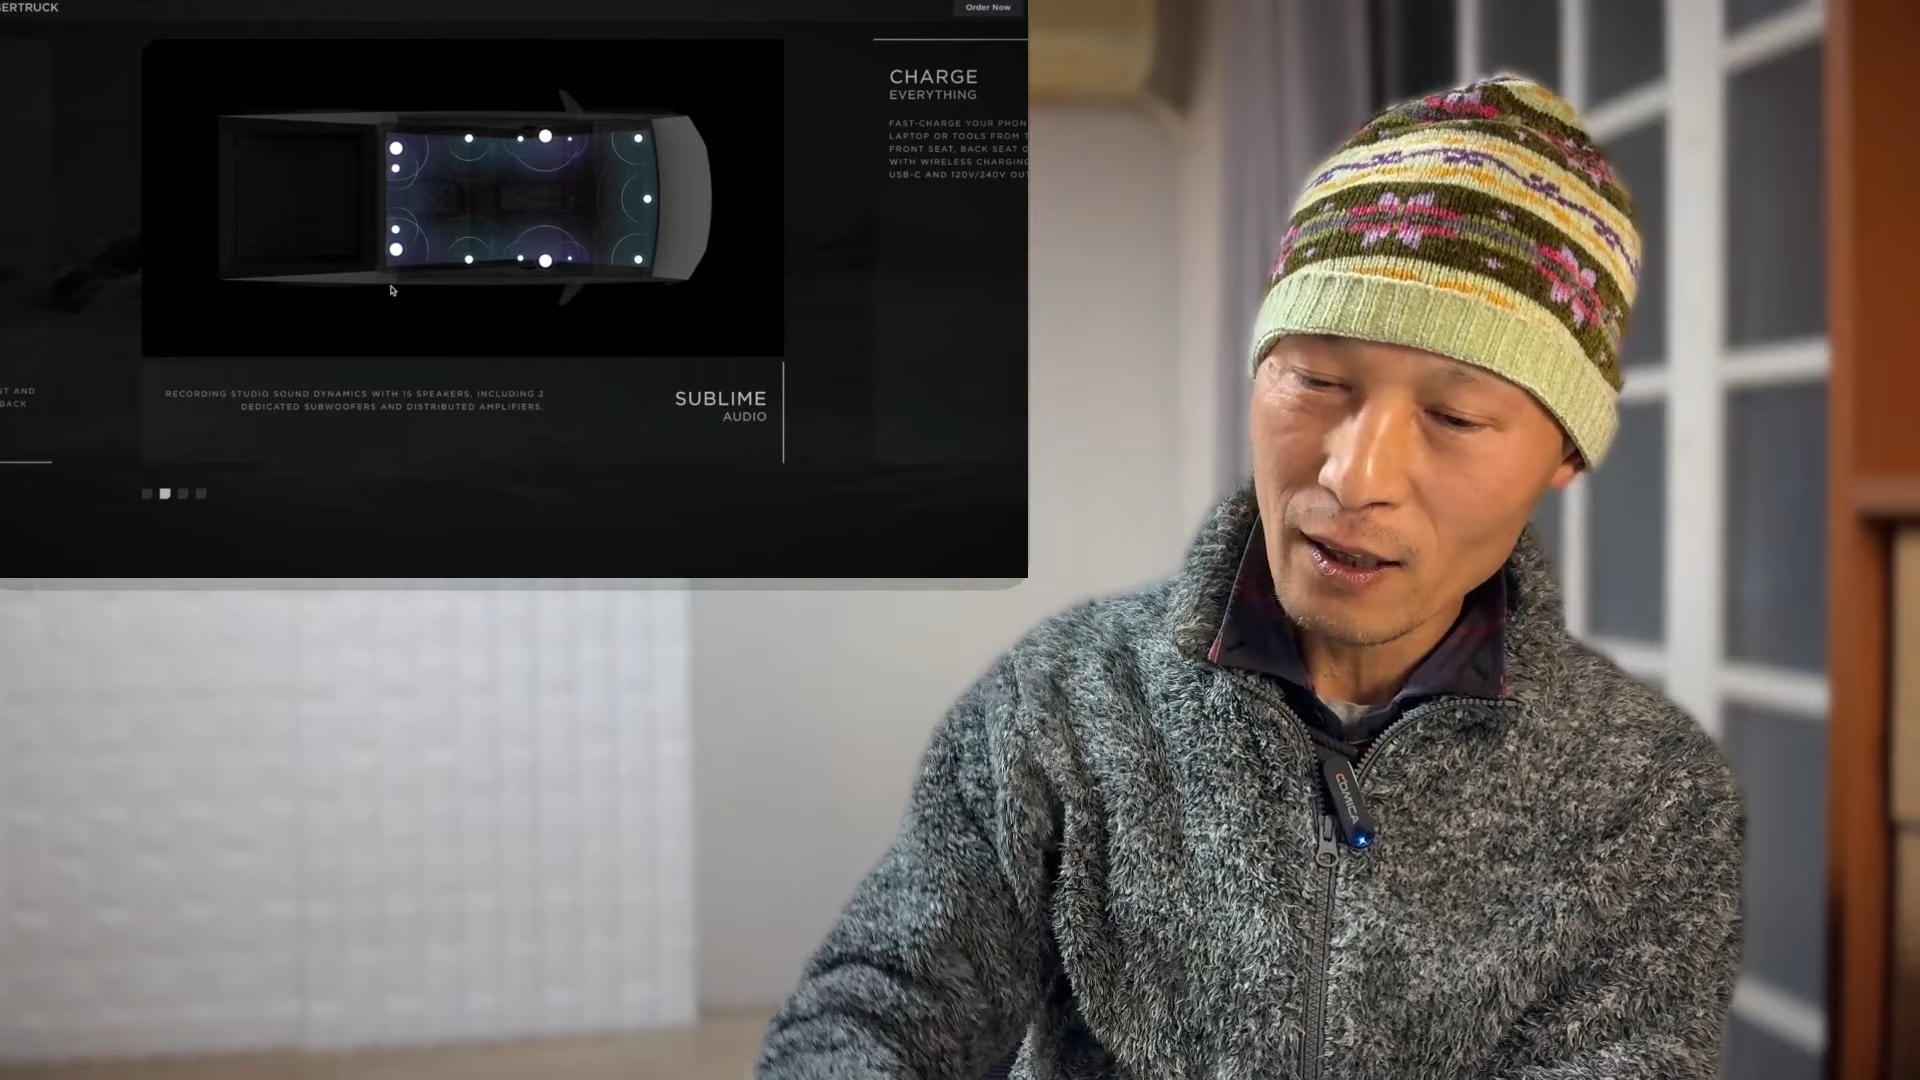 BERTRUCK
Order Now
CHARGE
EVERYTHING
FAST-CHARGE YOUR PHON
LAPTOP OR TOOLS FROM T
FRONT SEAT, BACK SEAT O
WITH WIRELESS CHARGING
USB-C AND 120V/240V OUT
NT AND
BACK
RECORDING STUDIO SOUND DYNAMICS WITH 15 SPEAKERS, INCLUDING 2
DEDICATED SUBWOOFERS AND DISTRIBUTED AMPLIFIERS.
SUBLIME
AUDIO
COMICA